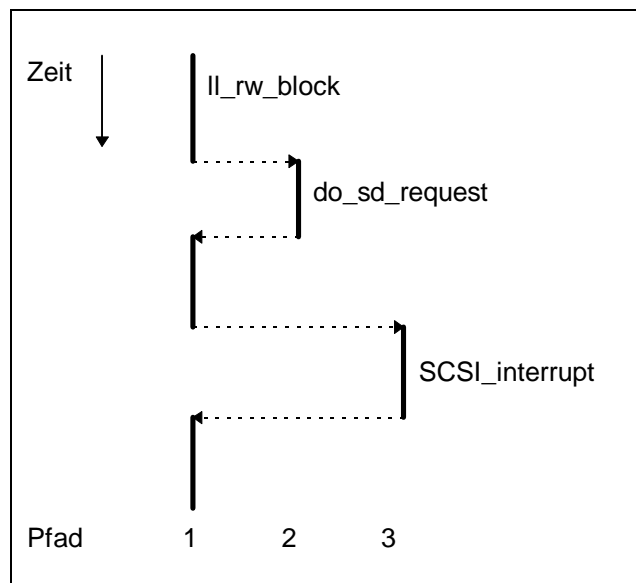 Zeit
ll_rw_block
do_sd_request
SCSI_interrupt
Pfad 1 2 3